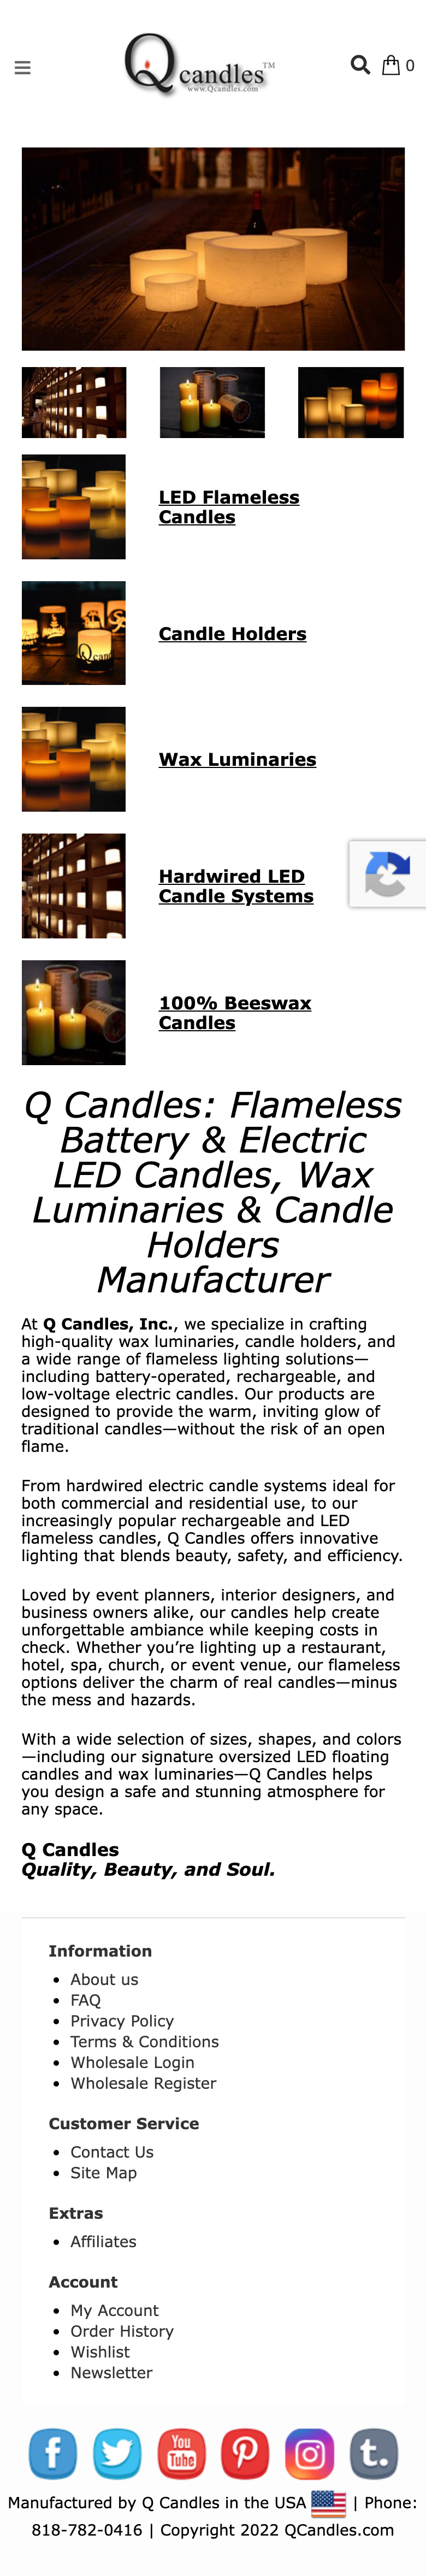 Qcandles™
www.Qcandles.com
0
LED Flameless
Candles
Candle Holders
Wax Luminaries
Hardwired LED
Candle Systems
100% Beeswax
Candles
Q Candles: Flameless
Battery & Electric
LED Candles, Wax
Luminaries & Candle
Holders
Manufacturer
At Q Candles, Inc., we specialize in crafting
high-quality wax luminaries, candle holders, and
a wide range of flameless lighting solutions—
including battery-operated, rechargeable, and
low-voltage electric candles. Our products are
designed to provide the warm, inviting glow of
traditional candles—without the risk of an open
flame.
From hardwired electric candle systems ideal for
both commercial and residential use, to our
increasingly popular rechargeable and LED
flameless candles, Q Candles offers innovative
lighting that blends beauty, safety, and efficiency.
Loved by event planners, interior designers, and
business owners alike, our candles help create
unforgettable ambiance while keeping costs in
check. Whether you’re lighting up a restaurant,
hotel, spa, church, or event venue, our flameless
options deliver the charm of real candles—minus
the mess and hazards.
With a wide selection of sizes, shapes, and colors
—including our signature oversized LED floating
candles and wax luminaries—Q Candles helps
you design a safe and stunning atmosphere for
any space.
Q Candles
Quality, Beauty, and Soul.
Information
• About us
• FAQ
• Privacy Policy
• Terms & Conditions
• Wholesale Login
• Wholesale Register
Customer Service
• Contact Us
• Site Map
Extras
• Affiliates
Account
• My Account
• Order History
• Wishlist
• Newsletter
f You Tube t.
Manufactured by Q Candles in the USA | Phone:
818-782-0416 | Copyright 2022 QCandles.com